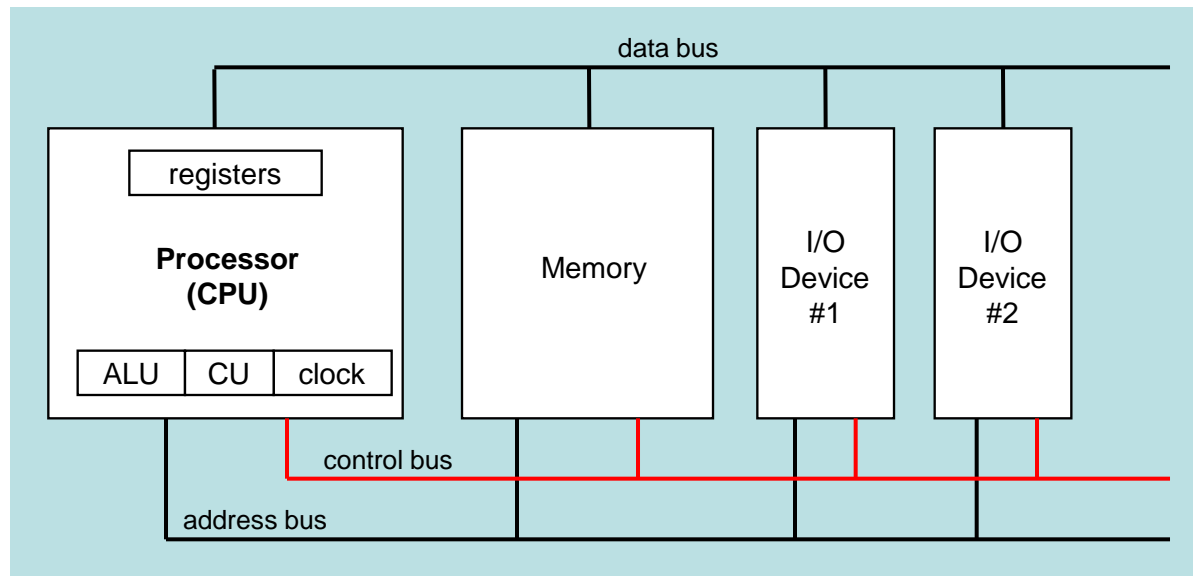 data bus
registers
Processor
(CPU)
ALU CU clock
Memory
I/O
Device
#1
I/O
Device
#2
control bus
address bus